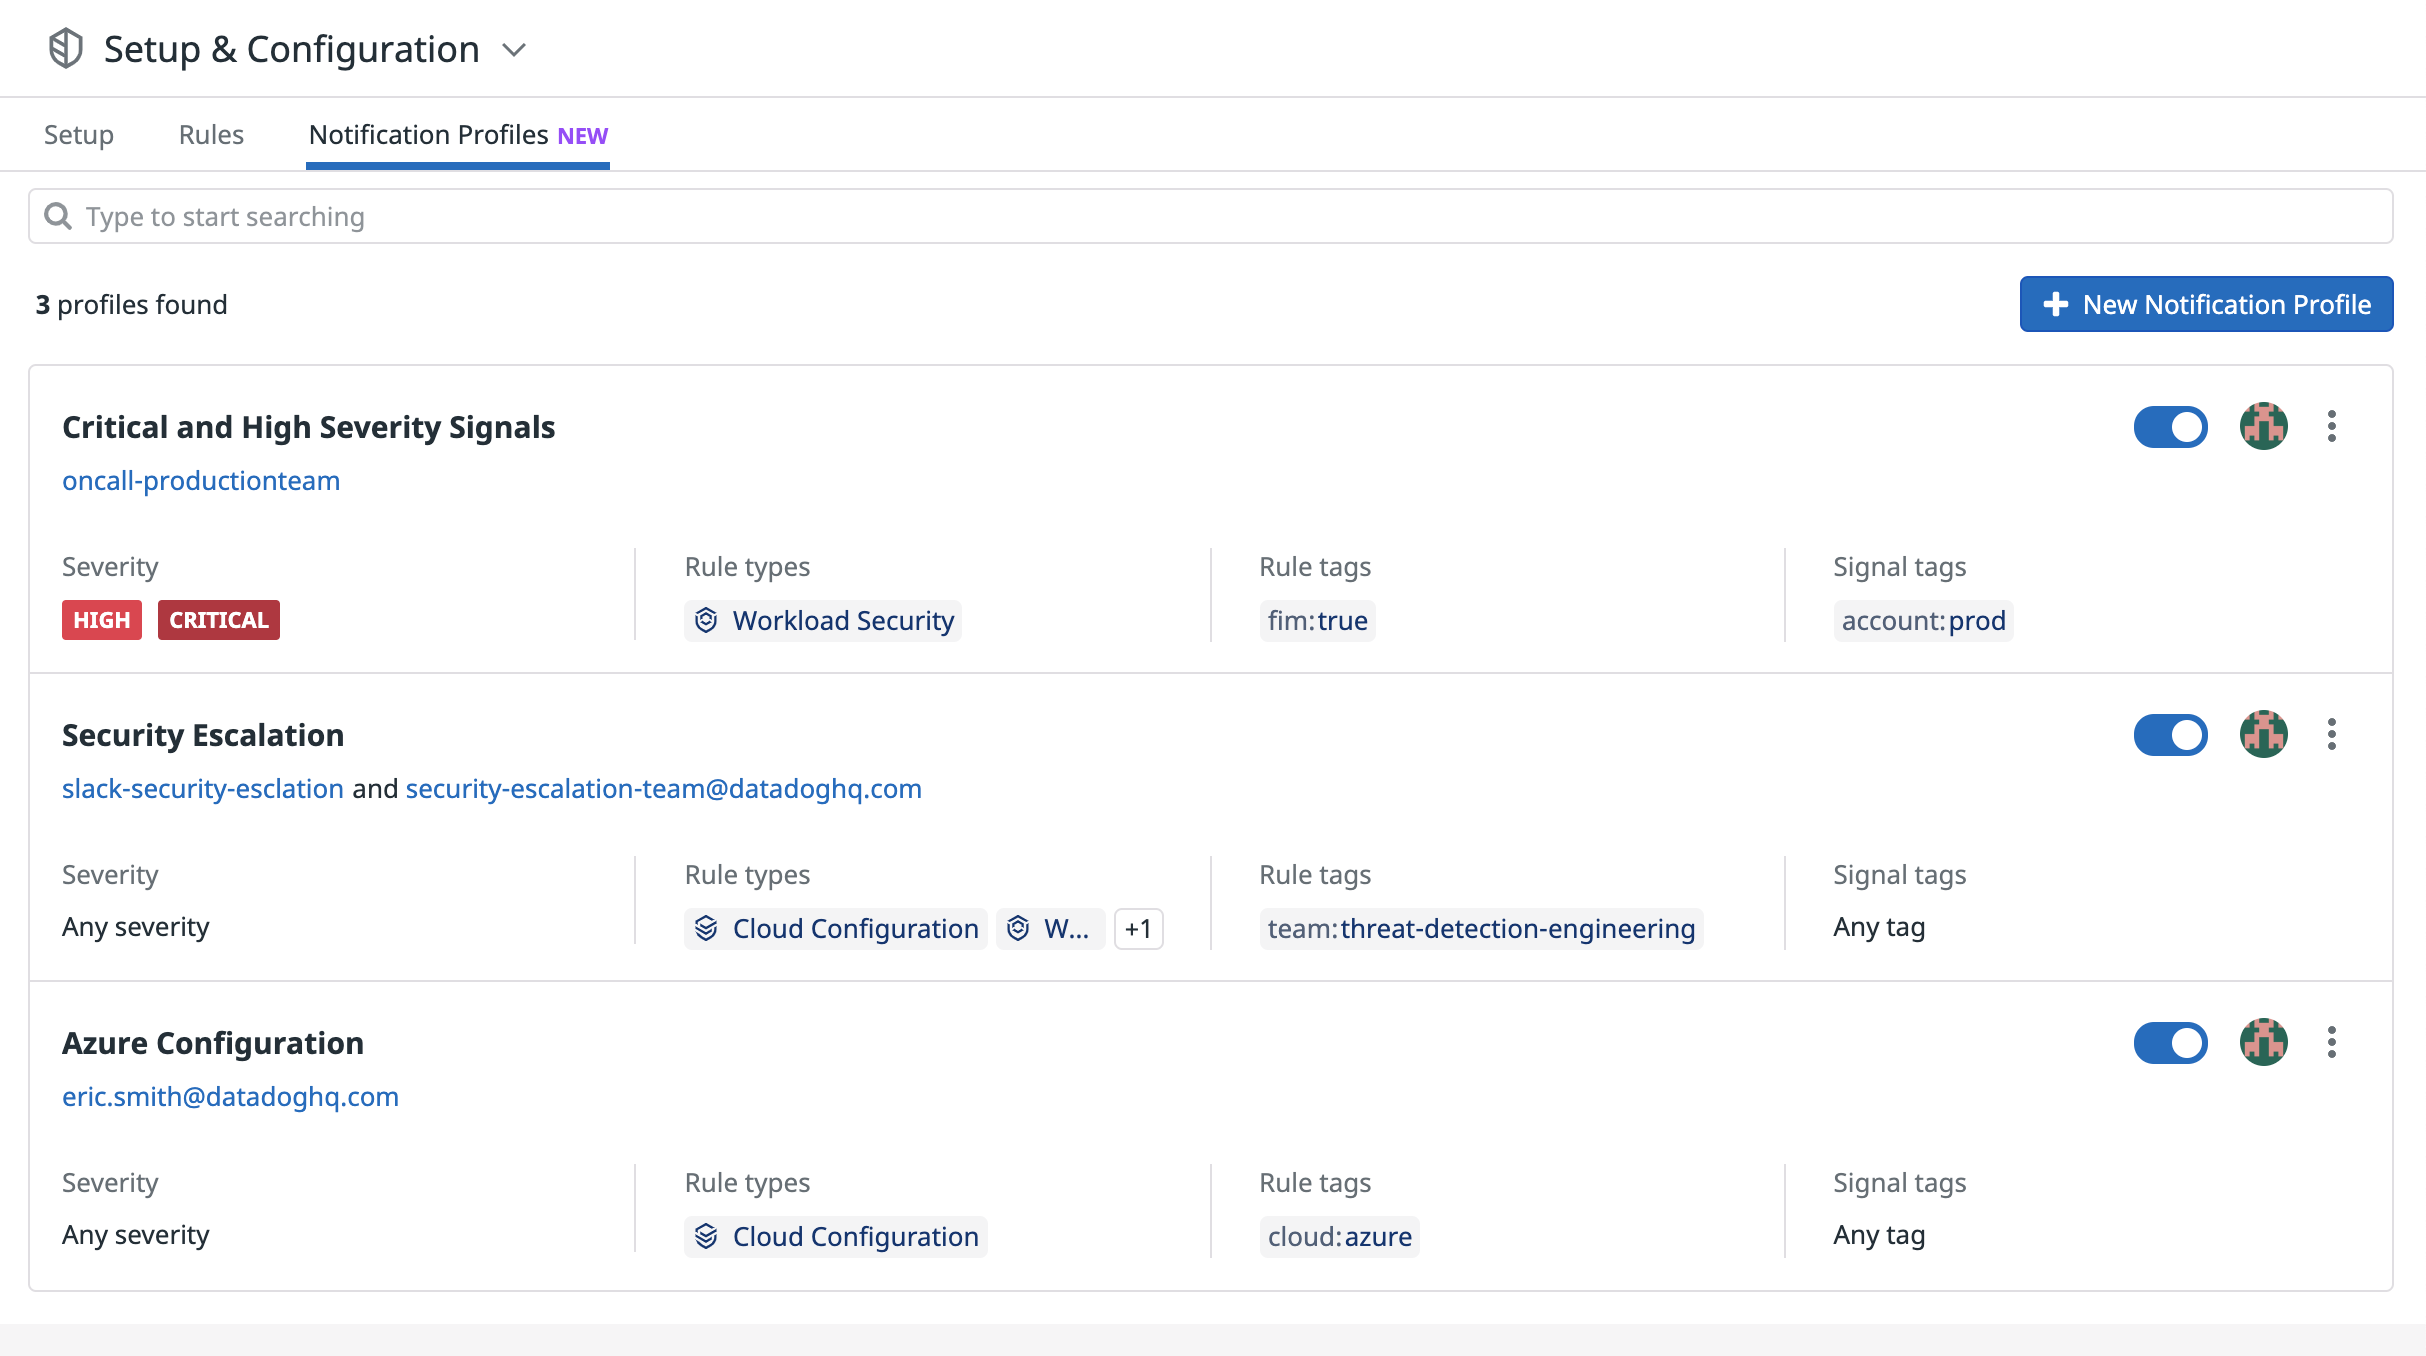 Setup & Configuration
Setup Rules Notification Profiles NEW
Type to start searching
3 profiles found
New Notification Profile
Critical and High Severity Signals
oncall-productionteam
Severity Rule types Rule tags Signal tags
HIGH CRITICAL Workload Security fim:true account:prod
Security Escalation
slack-security-esclation and security-escalation-team@datadoghq.com
Severity Rule types Rule tags Signal tags
Any severity Cloud Configuration W... +1 team:threat-detection-engineering Any tag
Azure Configuration
eric.smith@datadoghq.com
Severity Rule types Rule tags Signal tags
Any severity Cloud Configuration cloud:azure Any tag